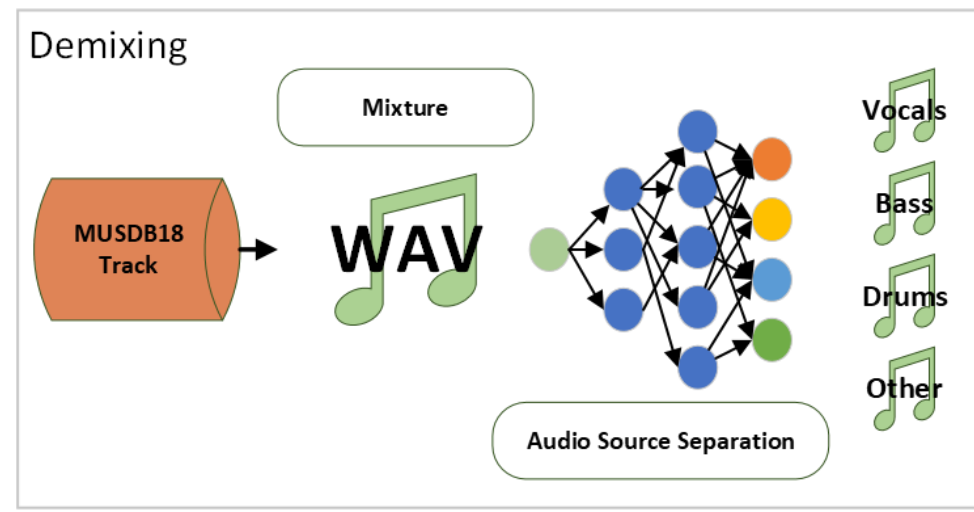 Demixing
Mixture
MUSDB18
Track
WAV
Audio Source Separation
Vocals
Bass
Drums
Other